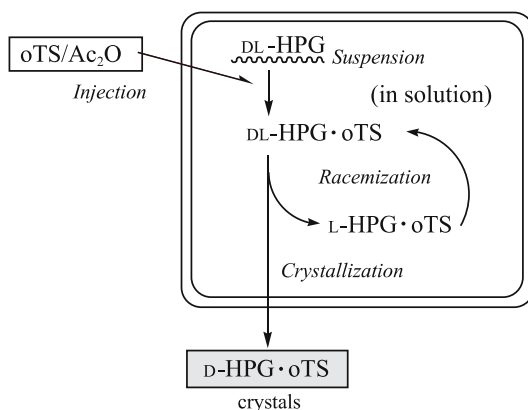 oTS/Ac₂O
Injection
DL-HPG
Suspension
(in solution)
DL-HPG·oTS
Racemization
L-HPG·oTS
Crystallization
D-HPG·oTS
crystals